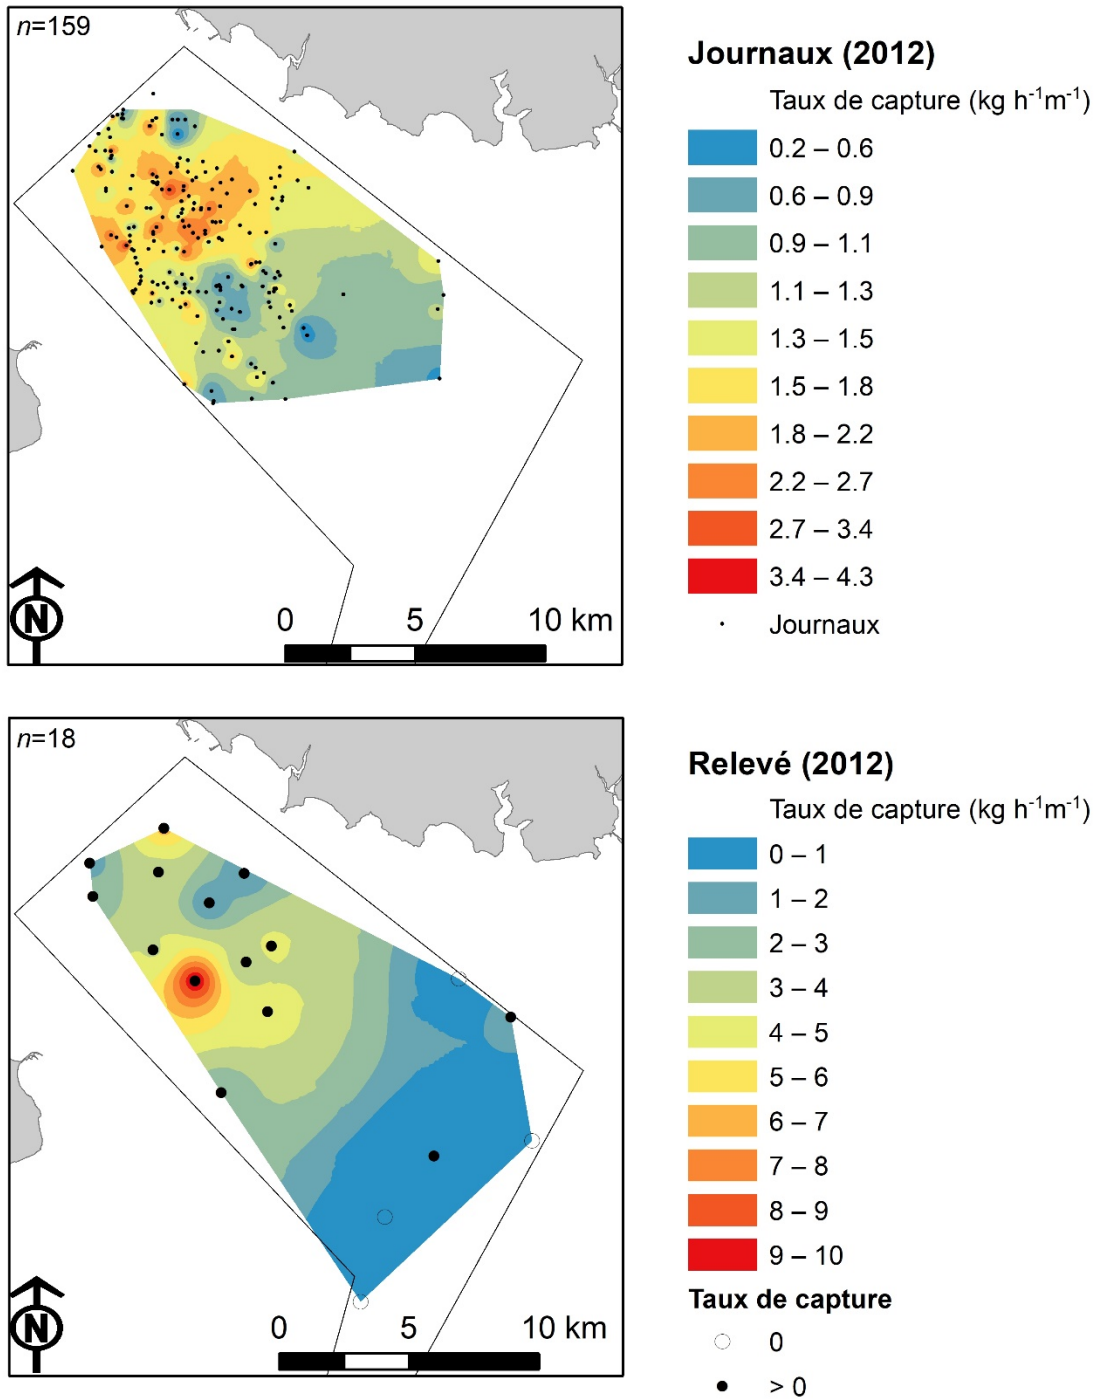 n=159
N
0 5 10 km
Journaux (2012)
Taux de capture (kg h⁻¹m⁻¹)
0.2 – 0.6
0.6 – 0.9
0.9 – 1.1
1.1 – 1.3
1.3 – 1.5
1.5 – 1.8
1.8 – 2.2
2.2 – 2.7
2.7 – 3.4
3.4 – 4.3
Journaux
n=18
N
0 5 10 km
Relevé (2012)
Taux de capture (kg h⁻¹m⁻¹)
0 – 1
1 – 2
2 – 3
3 – 4
4 – 5
5 – 6
6 – 7
7 – 8
8 – 9
9 – 10
Taux de capture
0
> 0